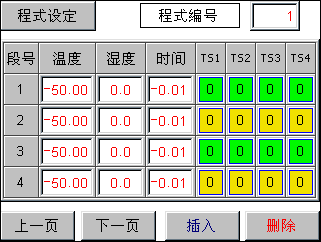 程式设定 程式编号 1
段号 温度 湿度 时间 TS1 TS2 TS3 TS4
1 -50.00 0.0 -0.01 0 0 0 0
2 -50.00 0.0 -0.01 0 0 0 0
3 -50.00 0.0 -0.01 0 0 0 0
4 -50.00 0.0 -0.01 0 0 0 0
上一页 下一页 插入 删除